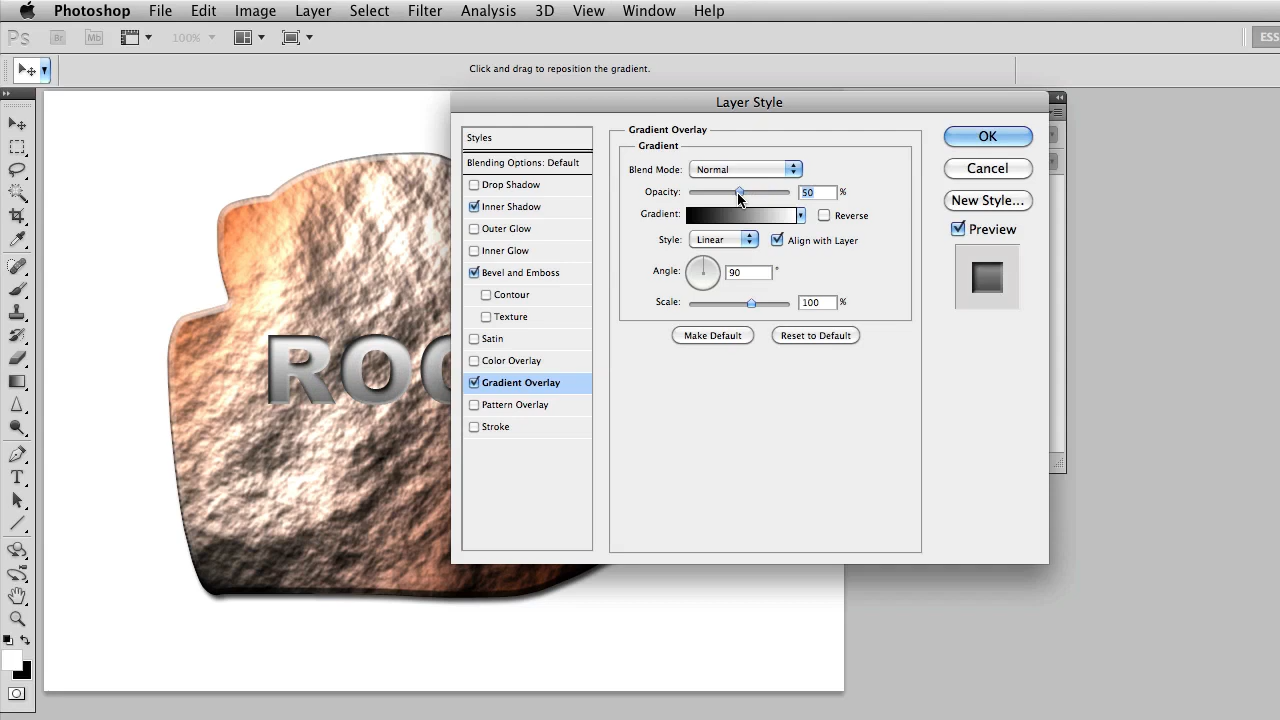 Photoshop File Edit Image Layer Select Filter Analysis 3D View Window Help
Ps Br Mb 100% ESS
Click and drag to reposition the gradient.
Layer Style
Styles
Blending Options: Default
Drop Shadow
Inner Shadow
Outer Glow
Inner Glow
Bevel and Emboss
Contour
Texture
Satin
Color Overlay
Gradient Overlay
Pattern Overlay
Stroke
Gradient Overlay
Gradient
Blend Mode: Normal
Opacity: 50 %
Gradient: Reverse
Style: Linear Align with Layer
Angle: 90 °
Scale: 100 %
Make Default Reset to Default
OK
Cancel
New Style...
Preview
ROC
T